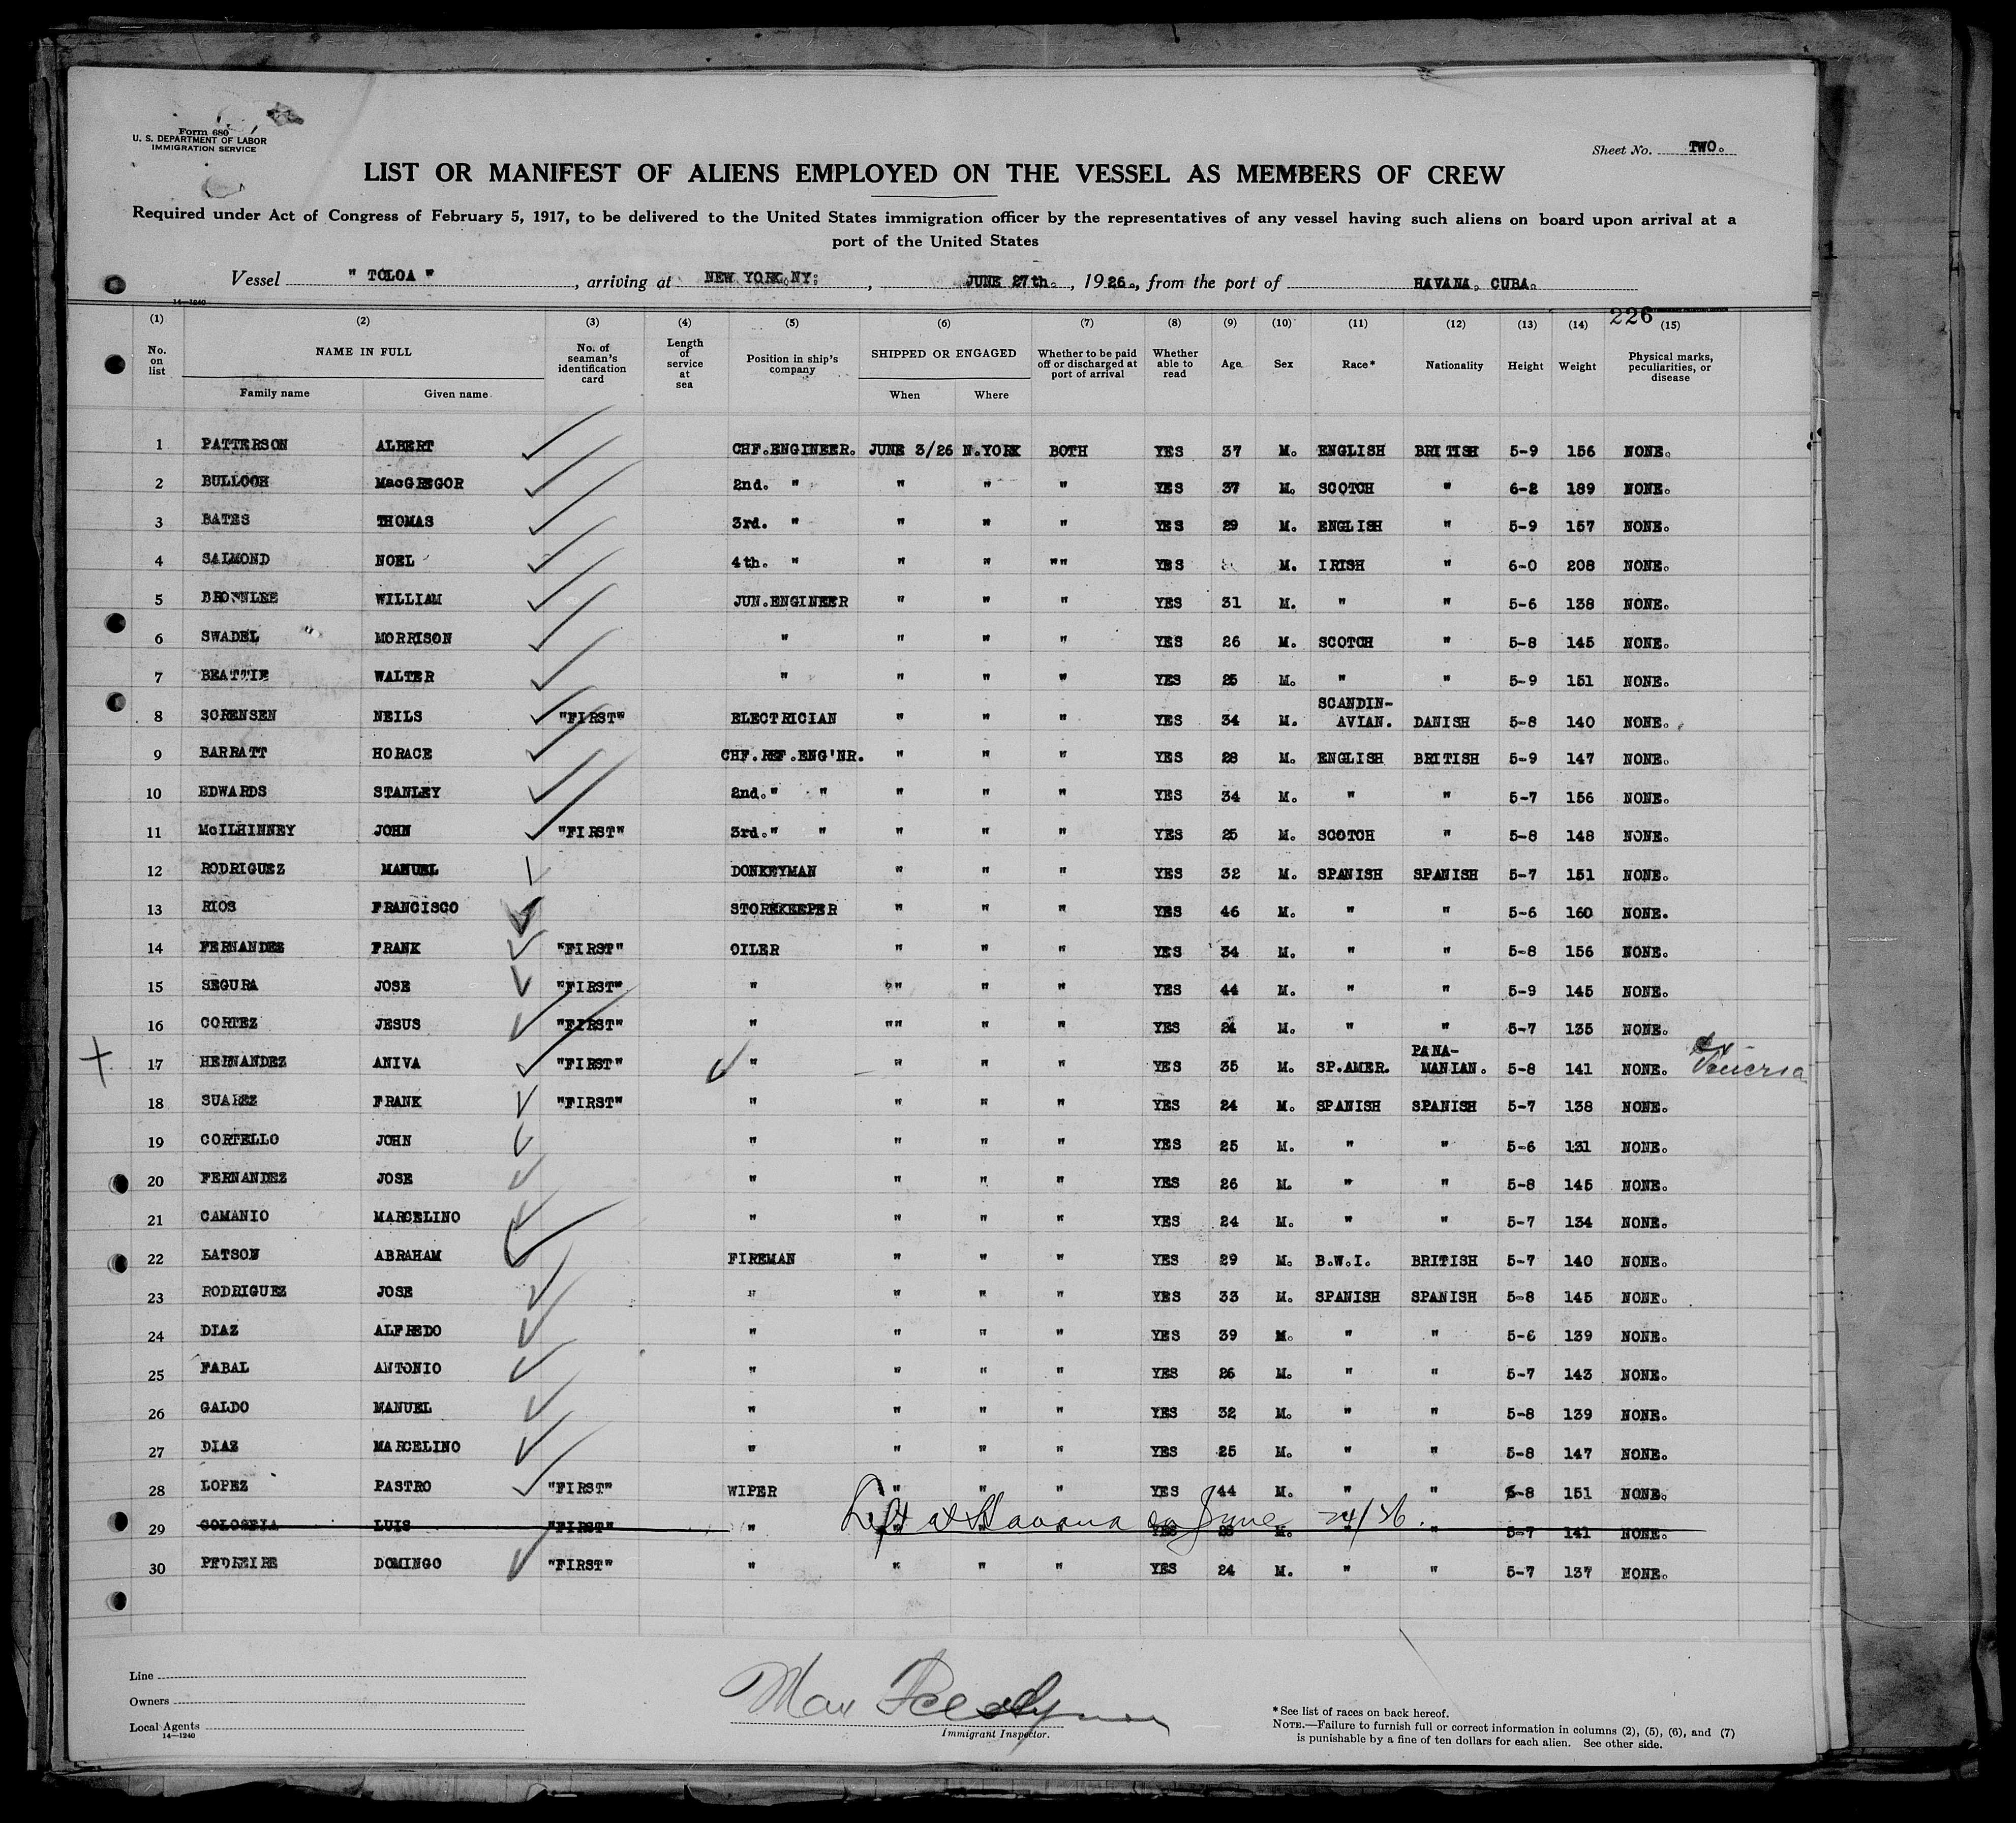 Form 680
U. S. DEPARTMENT OF LABOR
IMMIGRATION SERVICE
Sheet No. TWO.
LIST OR MANIFEST OF ALIENS EMPLOYED ON THE VESSEL AS MEMBERS OF CREW
Required under Act of Congress of February 5, 1917, to be delivered to the United States immigration officer by the representatives of any vessel having such aliens on board upon arrival at a
port of the United States
Vessel " TOLOA ", arriving at NEW YORK.NY:, JUNE 27th., 1926., from the port of HAVANA. CUBA.
14—1240
226
(1) (2) (3) (4) (5) (6) (7) (8) (9) (10) (11) (12) (13) (14) (15)
No. on list NAME IN FULL Family name Given name No. of seaman's identification card Length of service at sea Position in ship's company SHIPPED OR ENGAGED When Where Whether to be paid off or discharged at port of arrival Whether able to read Age Sex Race* Nationality Height Weight Physical marks, peculiarities, or disease
1 PATTERSON ALBERT CHF.ENGINEER. JUNE 3/26 N.YORK BOTH YES 37 M. ENGLISH BRITISH 5-9 156 NONE.
2 BULLOCH MacGREGOR 2nd. " " " " YES 37 M. SCOTCH " 6-2 189 NONE.
3 BATES THOMAS 3rd. " " " " YES 29 M. ENGLISH " 5-9 157 NONE.
4 SALMOND NOEL 4th. " " " "" YES M. IRISH " 6-0 208 NONE.
5 BROWNLEE WILLIAM JUN.ENGINEER " " " YES 31 M. " " 5-6 138 NONE.
6 SWADEL MORRISON " " " " YES 26 M. SCOTCH " 5-8 145 NONE.
7 BEATTIE WALTER " " " " YES 25 M. " " 5-9 151 NONE.
8 SORENSEN NEILS "FIRST" ELECTRICIAN " " " YES 34 M. SCANDIN-AVIAN. DANISH 5-8 140 NONE.
9 BARRATT HORACE CHF.REF.ENG'NR. " " " YES 28 M. ENGLISH BRITISH 5-9 147 NONE.
10 EDWARDS STANLEY 2nd." " " " " YES 34 M. " " 5-7 156 NONE.
11 McILHINNEY JOHN "FIRST" 3rd." " " " " YES 25 M. SCOTCH " 5-8 148 NONE.
12 RODRIGUEZ MANUEL DONKEYMAN " " " YES 32 M. SPANISH SPANISH 5-7 151 NONE.
13 RIOS FRANCISCO STOREKEEPER " " " YES 46 M. " " 5-6 160 NONE.
14 FERNANDES FRANK "FIRST" OILER " " " YES 34 M. " " 5-8 156 NONE.
15 SEGURA JOSE "FIRST" " " " " YES 44 M. " " 5-9 145 NONE.
16 CORTEZ JESUS "FIRST" " "" " " YES 24 M. " " 5-7 135 NONE.
17 HERNANDEZ ANIVA "FIRST" " " " " YES 35 M. SP.AMER. PANA-MANIAN. 5-8 141 NONE.
18 SUAREZ FRANK "FIRST" " " " " YES 24 M. SPANISH SPANISH 5-7 138 NONE.
19 CORTELLO JOHN " " " " YES 25 M. " " 5-6 131 NONE.
20 FERNANDEZ JOSE " " " " YES 26 M. " " 5-8 145 NONE.
21 CAMANIO MARCELINO " " " " YES 24 M. " " 5-7 134 NONE.
22 EATSON ABRAHAM FIREMAN " " " YES 29 M. B.W.I. BRITISH 5-7 140 NONE.
23 RODRIGUEZ JOSE " " " " YES 33 M. SPANISH SPANISH 5-8 145 NONE.
24 DIAZ ALFREDO " " " " YES 39 M. " " 5-6 139 NONE.
25 FABAL ANTONIO " " " " YES 26 M. " " 5-7 143 NONE.
26 GALDO MANUEL " " " " YES 32 M. " " 5-8 139 NONE.
27 DIAZ MARCELINO " " " " YES 25 M. " " 5-8 147 NONE.
28 LOPEZ PASTRO "FIRST" WIPER " " " YES 44 M. " " 5-8 151 NONE.
29 LUIS "FIRST" " Left at Havana on June 24/26. YES M. " " 5-7 141 NONE.
30 PEDREIRE DOMINGO "FIRST" " " " " YES 24 M. " " 5-7 137 NONE.
Line
Owners
Local Agents
14—1240
Max
Immigrant Inspector.
*See list of races on back hereof.
NOTE.—Failure to furnish full or correct information in columns (2), (5), (6), and (7)
is punishable by a fine of ten dollars for each alien. See other side.